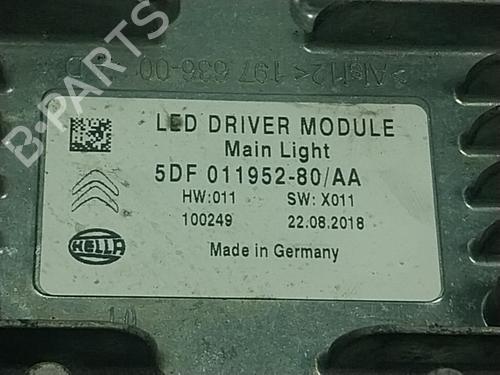 B-PARTS
>AlSi12< 197 636-00
LED DRIVER MODULE
Main Light
5DF 011952-80/AA
HW:011 SW: X011
100249 22.08.2018
HELLA
Made in Germany